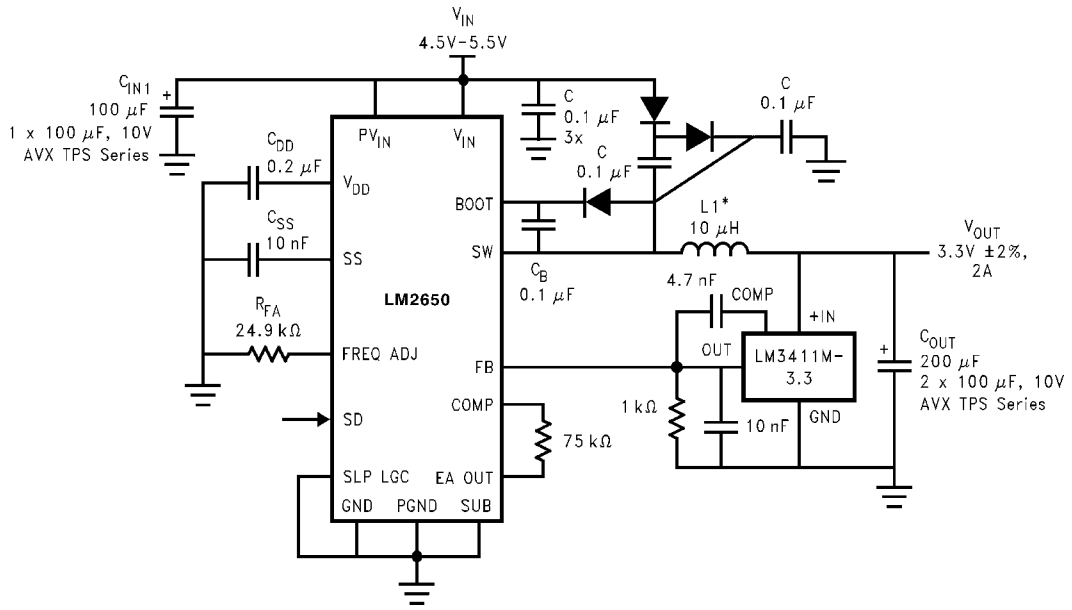 V_IN
4.5V–5.5V
C_IN1
+
100 μF
1 x 100 μF, 10V
AVX TPS Series
C
0.1 μF
3x
C
0.1 μF
C
0.1 μF
PV_IN
V_IN
C_DD
0.2 μF
V_DD
BOOT
C_SS
10 nF
SS
SW
L1*
10 μH
V_OUT
3.3V ±2%,
2A
C_B
0.1 μF
LM2650
4.7 nF
COMP
+IN
R_FA
24.9 kΩ
FREQ ADJ
FB
OUT
LM3411M-
3.3
GND
+
C_OUT
200 μF
2 x 100 μF, 10V
AVX TPS Series
SD
COMP
75 kΩ
1 kΩ
10 nF
SLP LGC
EA OUT
GND
PGND
SUB